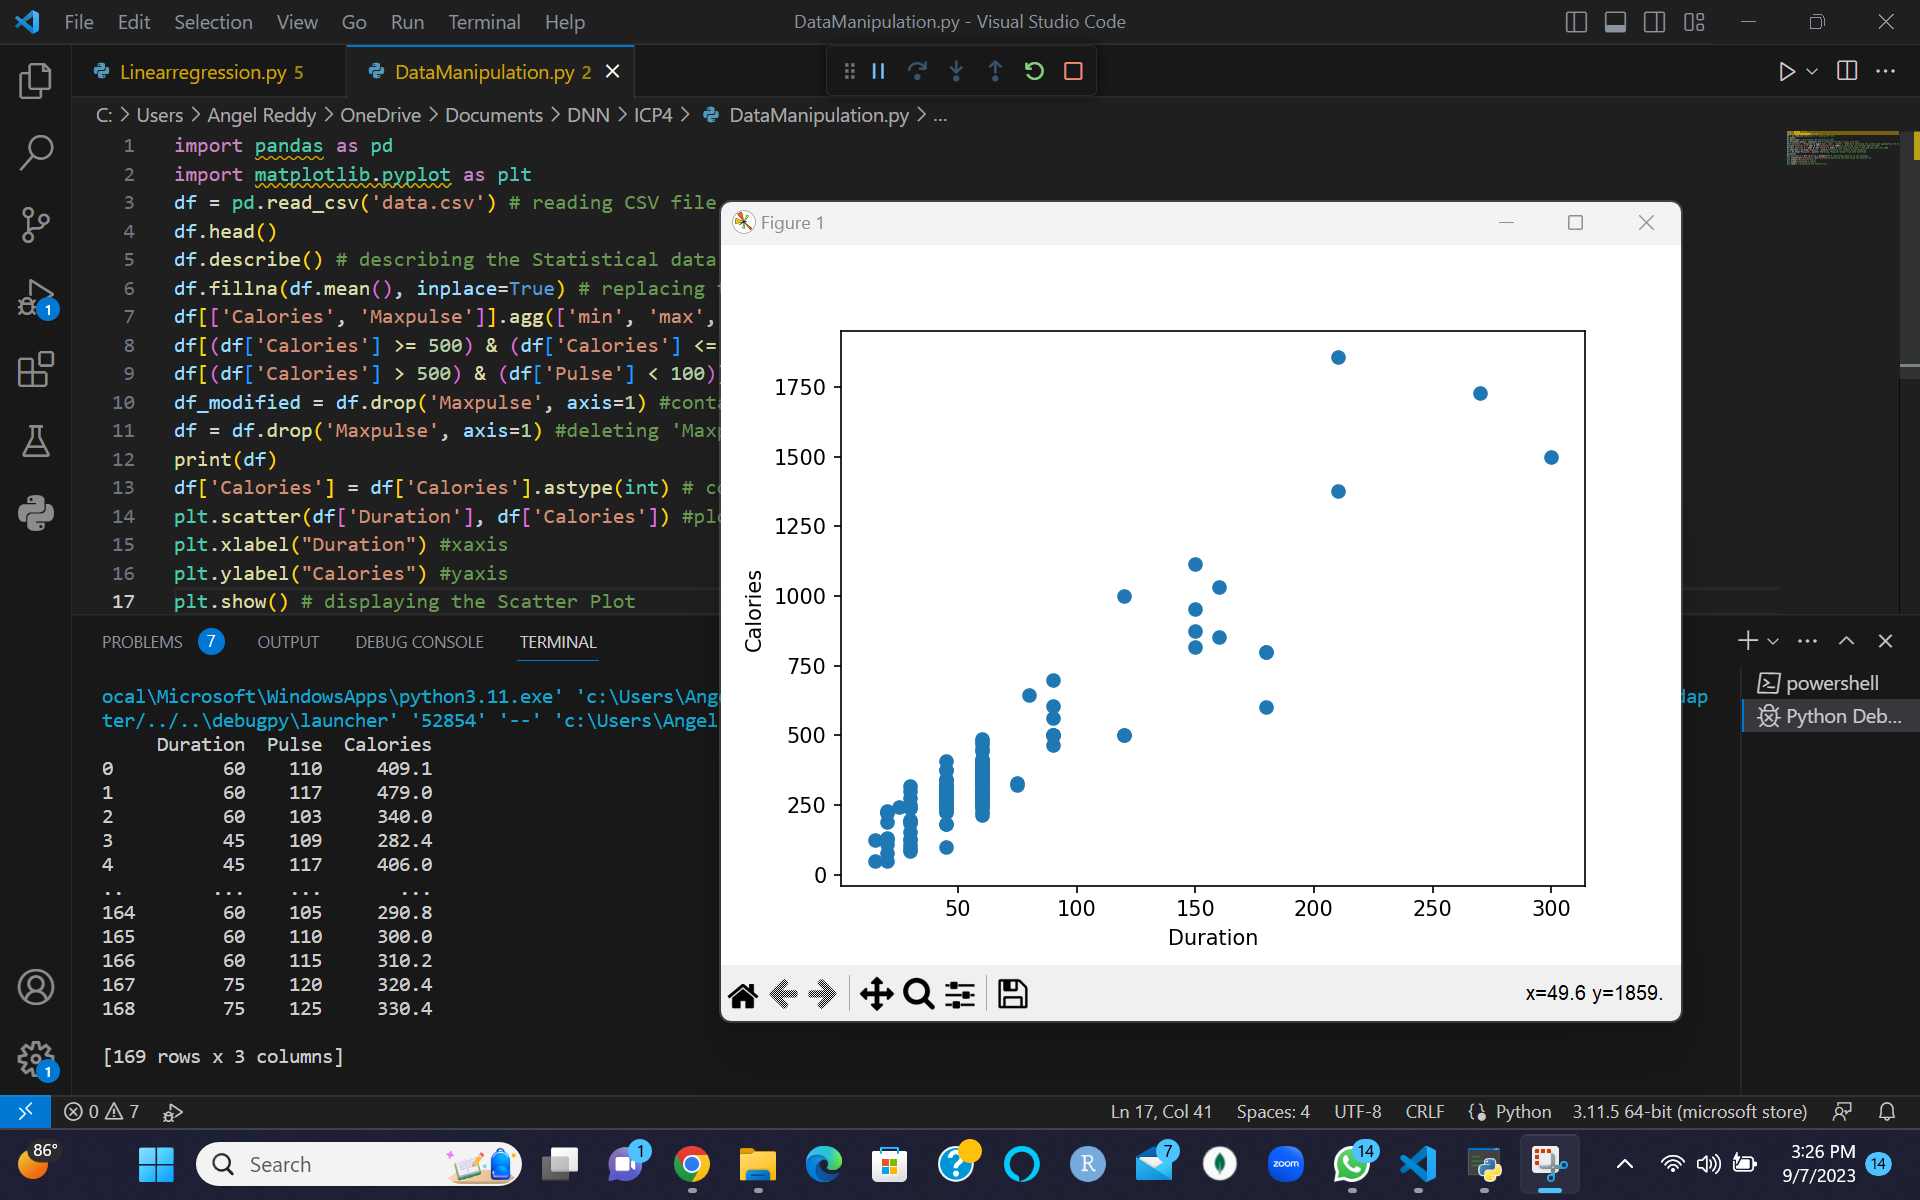 File Edit Selection View Go Run Terminal Help
DataManipulation.py - Visual Studio Code
Linearregression.py 5
DataManipulation.py 2
C: > Users > Angel Reddy > OneDrive > Documents > DNN > ICP4 > DataManipulation.py > ...
1 import pandas as pd
2 import matplotlib.pyplot as plt
3 df = pd.read_csv('data.csv') # reading CSV file
4 df.head()
5 df.describe() # describing the Statistical data
6 df.fillna(df.mean(), inplace=True) # replacing
7 df[['Calories', 'Maxpulse']].agg(['min', 'max',
8 df[(df['Calories'] >= 500) & (df['Calories'] <=
9 df[(df['Calories'] > 500) & (df['Pulse'] < 100)
10 df_modified = df.drop('Maxpulse', axis=1) #conta
11 df = df.drop('Maxpulse', axis=1) #deleting 'Maxp
12 print(df)
13 df['Calories'] = df['Calories'].astype(int) # co
14 plt.scatter(df['Duration'], df['Calories']) #plo
15 plt.xlabel("Duration") #xaxis
16 plt.ylabel("Calories") #yaxis
17 plt.show() # displaying the Scatter Plot
Figure 1
1750
1500
1250
1000
750
500
250
0
Calories
50 100 150 200 250 300
Duration
x=49.6 y=1859.
PROBLEMS 7 OUTPUT DEBUG CONSOLE TERMINAL
powershell
Python Deb...
ocal\Microsoft\WindowsApps\python3.11.exe' 'c:\Users\Ange
dap
ter/../..\debugpy\launcher' '52854' '--' 'c:\Users\Angel
Duration Pulse Calories
0 60 110 409.1
1 60 117 479.0
2 60 103 340.0
3 45 109 282.4
4 45 117 406.0
.. ... ... ...
164 60 105 290.8
165 60 110 300.0
166 60 115 310.2
167 75 120 320.4
168 75 125 330.4
[169 rows x 3 columns]
1
1
0 7
Ln 17, Col 41 Spaces: 4 UTF-8 CRLF Python 3.11.5 64-bit (microsoft store)
86°
Search
1
R
7
zoom
14
3:26 PM
9/7/2023
14